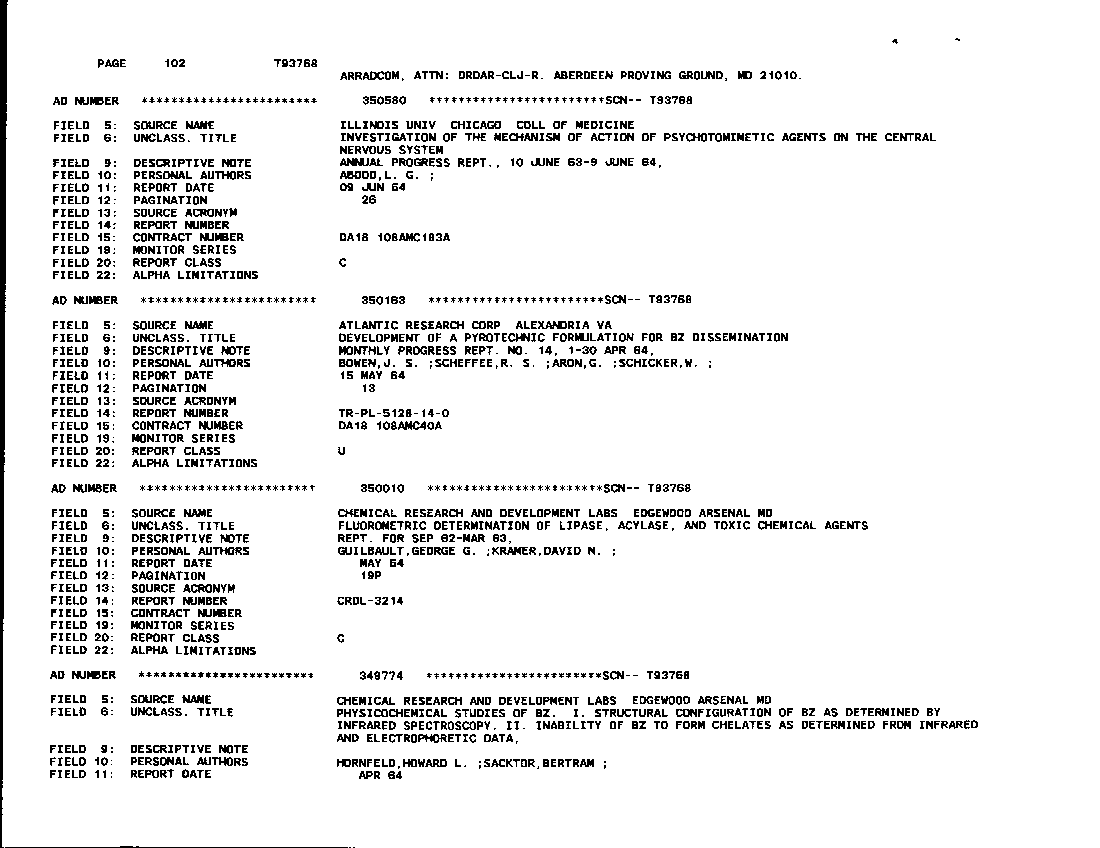 PAGE 102 T93768
ARRADCOM, ATTN: DRDAR-CLJ-R. ABERDEEN PROVING GROUND, MD 21010.
AD NUMBER ************************ 350580 ************************SCN-- T93768
FIELD 5: SOURCE NAME ILLINOIS UNIV CHICAGO COLL OF MEDICINE
FIELD 6: UNCLASS. TITLE INVESTIGATION OF THE MECHANISM OF ACTION OF PSYCHOTOMIMETIC AGENTS ON THE CENTRAL
NERVOUS SYSTEM
FIELD 9: DESCRIPTIVE NOTE ANNUAL PROGRESS REPT., 10 JUNE 63-9 JUNE 64,
FIELD 10: PERSONAL AUTHORS ABOOD,L. G. ;
FIELD 11: REPORT DATE 09 JUN 64
FIELD 12: PAGINATION 26
FIELD 13: SOURCE ACRONYM
FIELD 14: REPORT NUMBER
FIELD 15: CONTRACT NUMBER DA18 108AMC183A
FIELD 19: MONITOR SERIES
FIELD 20: REPORT CLASS C
FIELD 22: ALPHA LIMITATIONS
AD NUMBER ************************ 350163 ************************SCN-- T93768
FIELD 5: SOURCE NAME ATLANTIC RESEARCH CORP ALEXANDRIA VA
FIELD 6: UNCLASS. TITLE DEVELOPMENT OF A PYROTECHNIC FORMULATION FOR BZ DISSEMINATION
FIELD 9: DESCRIPTIVE NOTE MONTHLY PROGRESS REPT. NO. 14, 1-30 APR 64,
FIELD 10: PERSONAL AUTHORS BOWEN,J. S. ;SCHEFFEE,R. S. ;ARON,G. ;SCHICKER,W. ;
FIELD 11: REPORT DATE 15 MAY 64
FIELD 12: PAGINATION 13
FIELD 13: SOURCE ACRONYM
FIELD 14: REPORT NUMBER TR-PL-5128-14-0
FIELD 15: CONTRACT NUMBER DA18 108AMC40A
FIELD 19: MONITOR SERIES
FIELD 20: REPORT CLASS U
FIELD 22: ALPHA LIMITATIONS
AD NUMBER ************************ 350010 ************************SCN-- T93768
FIELD 5: SOURCE NAME CHEMICAL RESEARCH AND DEVELOPMENT LABS EDGEWOOD ARSENAL MD
FIELD 6: UNCLASS. TITLE FLUOROMETRIC DETERMINATION OF LIPASE, ACYLASE, AND TOXIC CHEMICAL AGENTS
FIELD 9: DESCRIPTIVE NOTE REPT. FOR SEP 62-MAR 63,
FIELD 10: PERSONAL AUTHORS GUILBAULT,GEORGE G. ;KRAMER,DAVID N. ;
FIELD 11: REPORT DATE MAY 64
FIELD 12: PAGINATION 19P
FIELD 13: SOURCE ACRONYM
FIELD 14: REPORT NUMBER CRDL-3214
FIELD 15: CONTRACT NUMBER
FIELD 19: MONITOR SERIES
FIELD 20: REPORT CLASS C
FIELD 22: ALPHA LIMITATIONS
AD NUMBER ************************ 349774 ************************SCN-- T93768
FIELD 5: SOURCE NAME CHEMICAL RESEARCH AND DEVELOPMENT LABS EDGEWOOD ARSENAL MD
FIELD 6: UNCLASS. TITLE PHYSICOCHEMICAL STUDIES OF BZ. I. STRUCTURAL CONFIGURATION OF BZ AS DETERMINED BY
INFRARED SPECTROSCOPY. II. INABILITY OF BZ TO FORM CHELATES AS DETERMINED FROM INFRARED
AND ELECTROPHORETIC DATA,
FIELD 9: DESCRIPTIVE NOTE
FIELD 10: PERSONAL AUTHORS HORNFELD,HOWARD L. ;SACKTOR,BERTRAM ;
FIELD 11: REPORT DATE APR 64